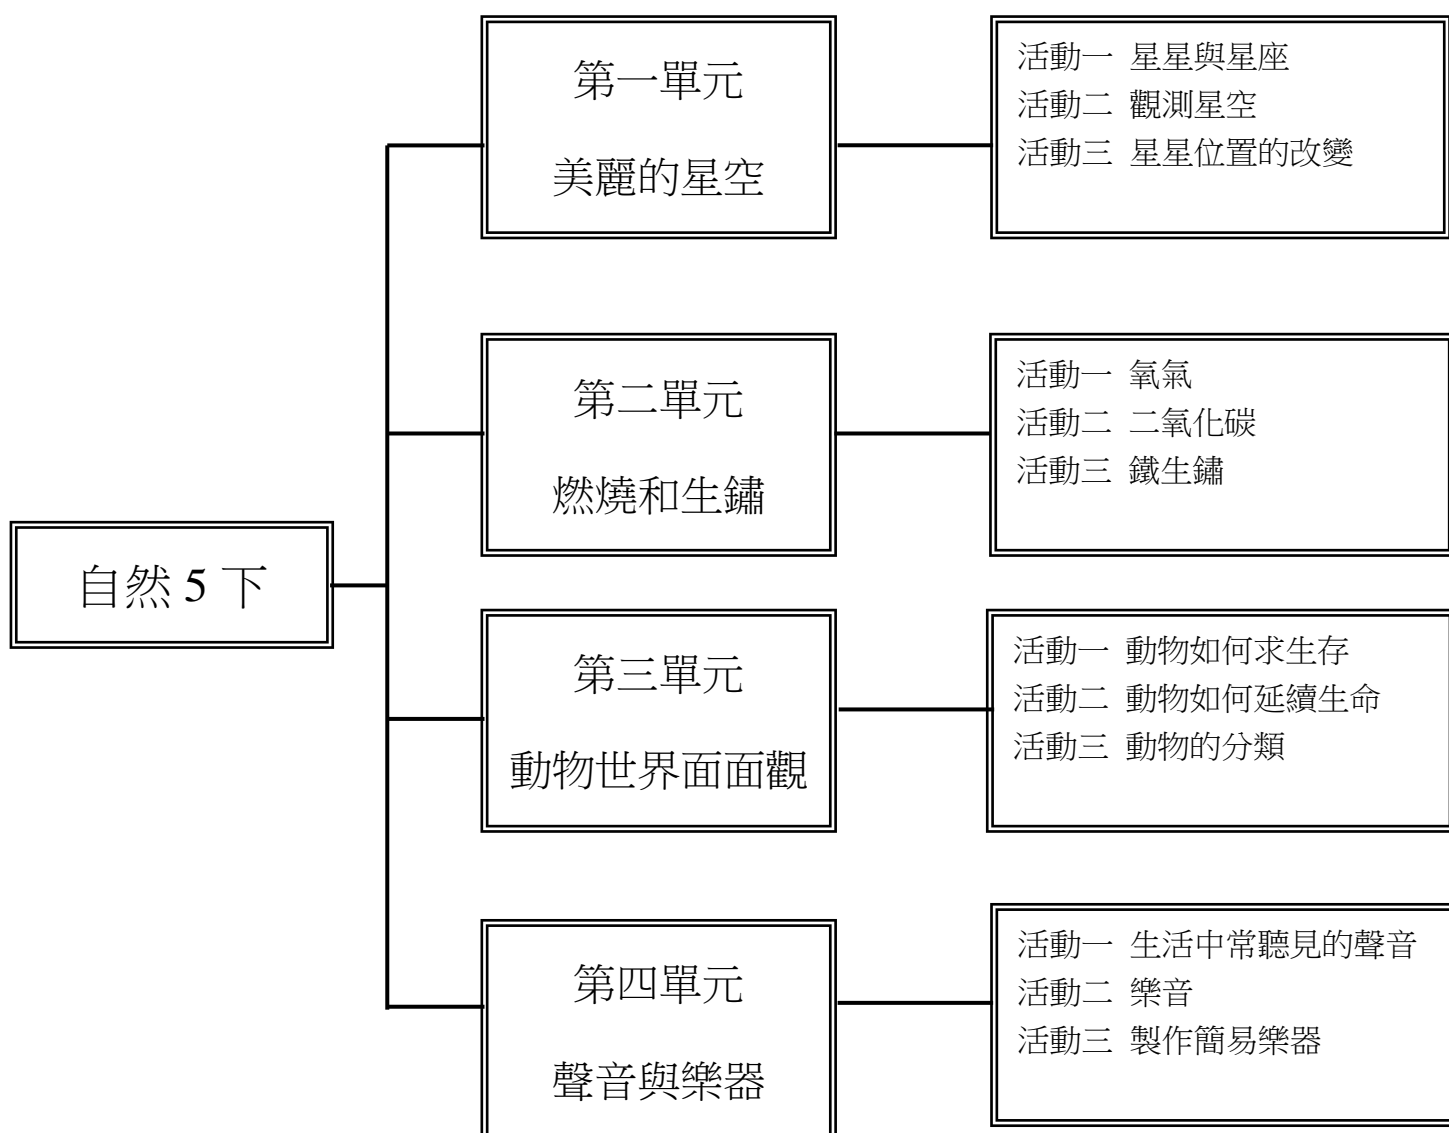 自然 5 下
第一單元
美麗的星空
活動一 星星與星座
活動二 觀測星空
活動三 星星位置的改變
第二單元
燃燒和生鏽
活動一 氧氣
活動二 二氧化碳
活動三 鐵生鏽
第三單元
動物世界面面觀
活動一 動物如何求生存
活動二 動物如何延續生命
活動三 動物的分類
第四單元
聲音與樂器
活動一 生活中常聽見的聲音
活動二 樂音
活動三 製作簡易樂器